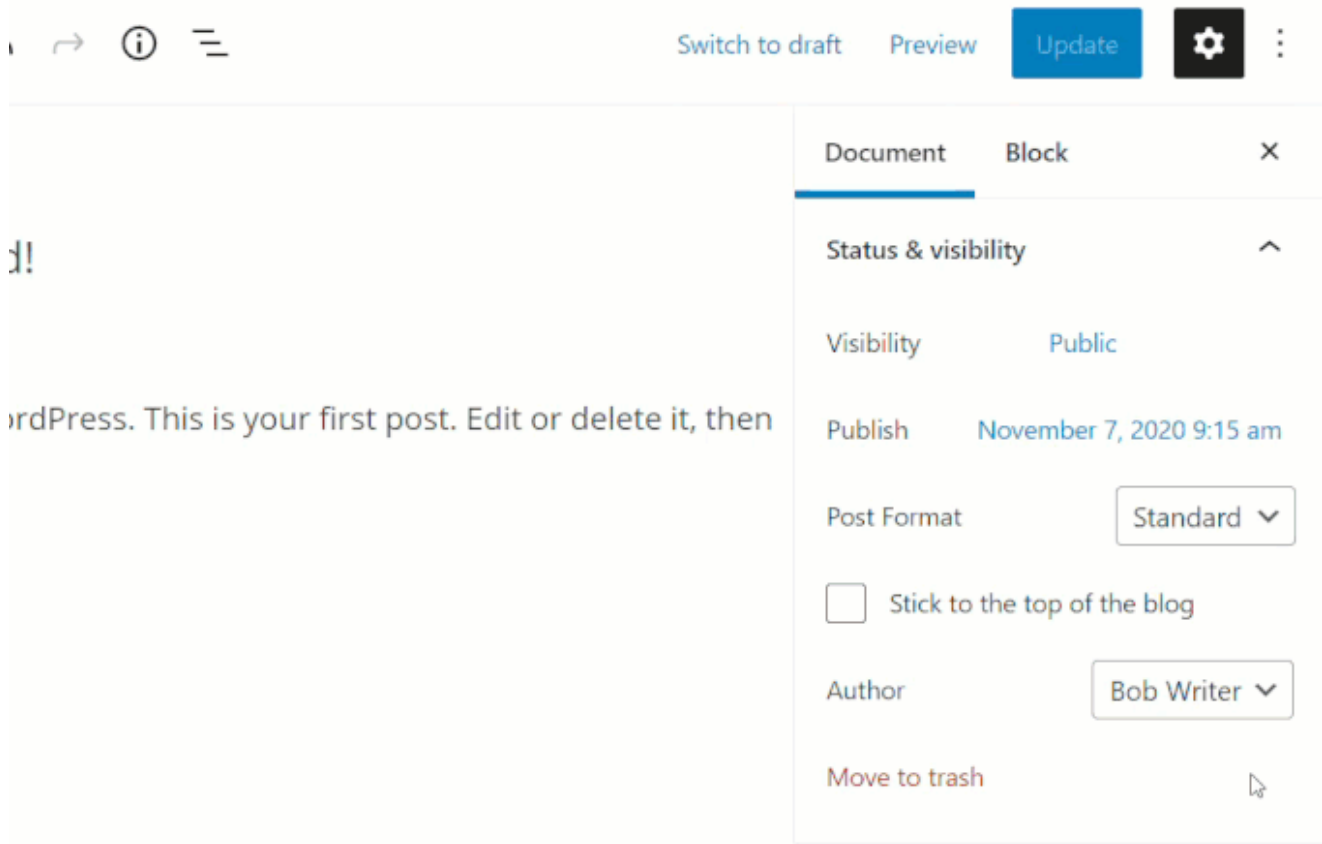 Switch to draft Preview Update
Document Block
d!
Status & visibility
Visibility Public
ordPress. This is your first post. Edit or delete it, then
Publish November 7, 2020 9:15 am
Post Format Standard
Stick to the top of the blog
Author Bob Writer
Move to trash